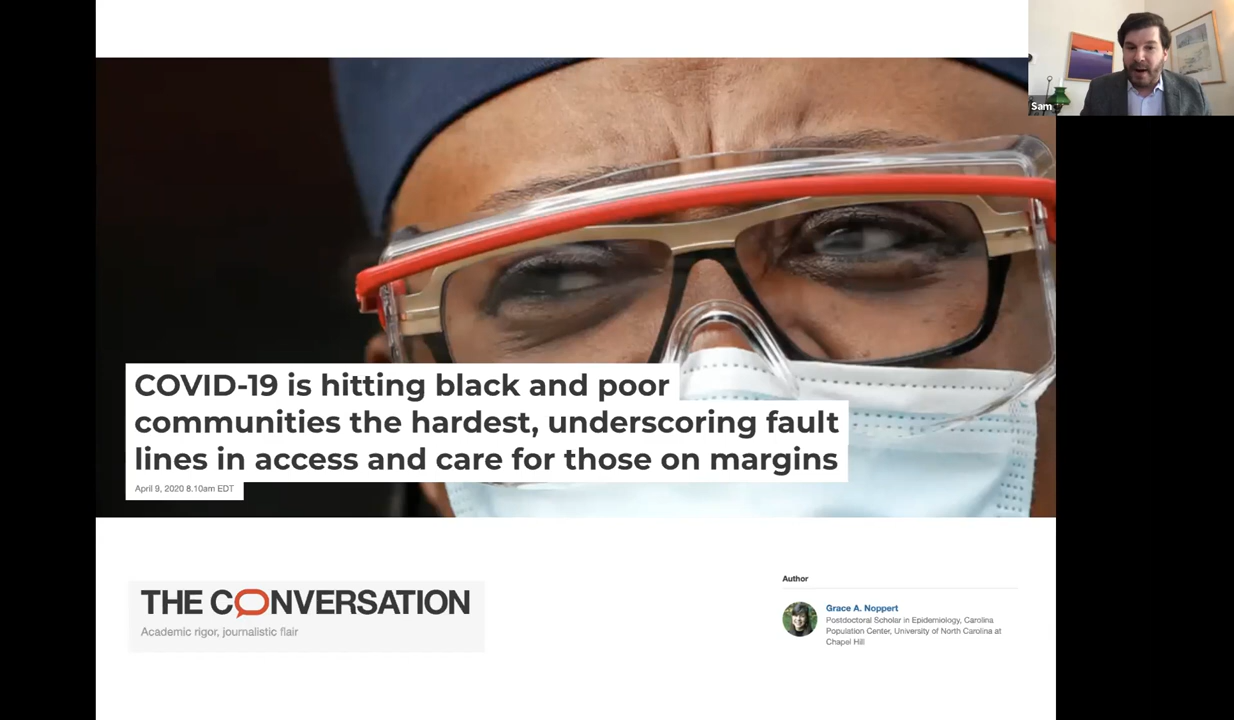 Sam
COVID-19 is hitting black and poor
communities the hardest, underscoring fault
lines in access and care for those on margins
April 9, 2020 8.10am EDT
THE CONVERSATION
Academic rigor, journalistic flair
Author
Grace A. Noppert
Postdoctoral Scholar in Epidemiology, Carolina
Population Center, University of North Carolina at
Chapel Hill